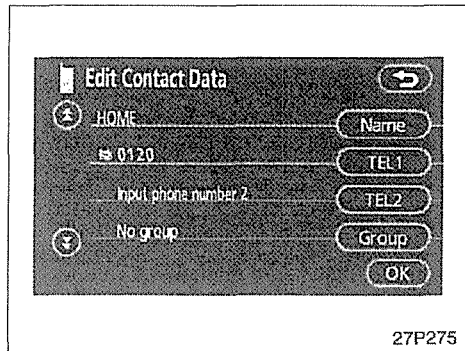 Edit Contact Data
HOME Name
0120 TEL1
Input phone number 2 TEL2
No group Group
OK
27P275